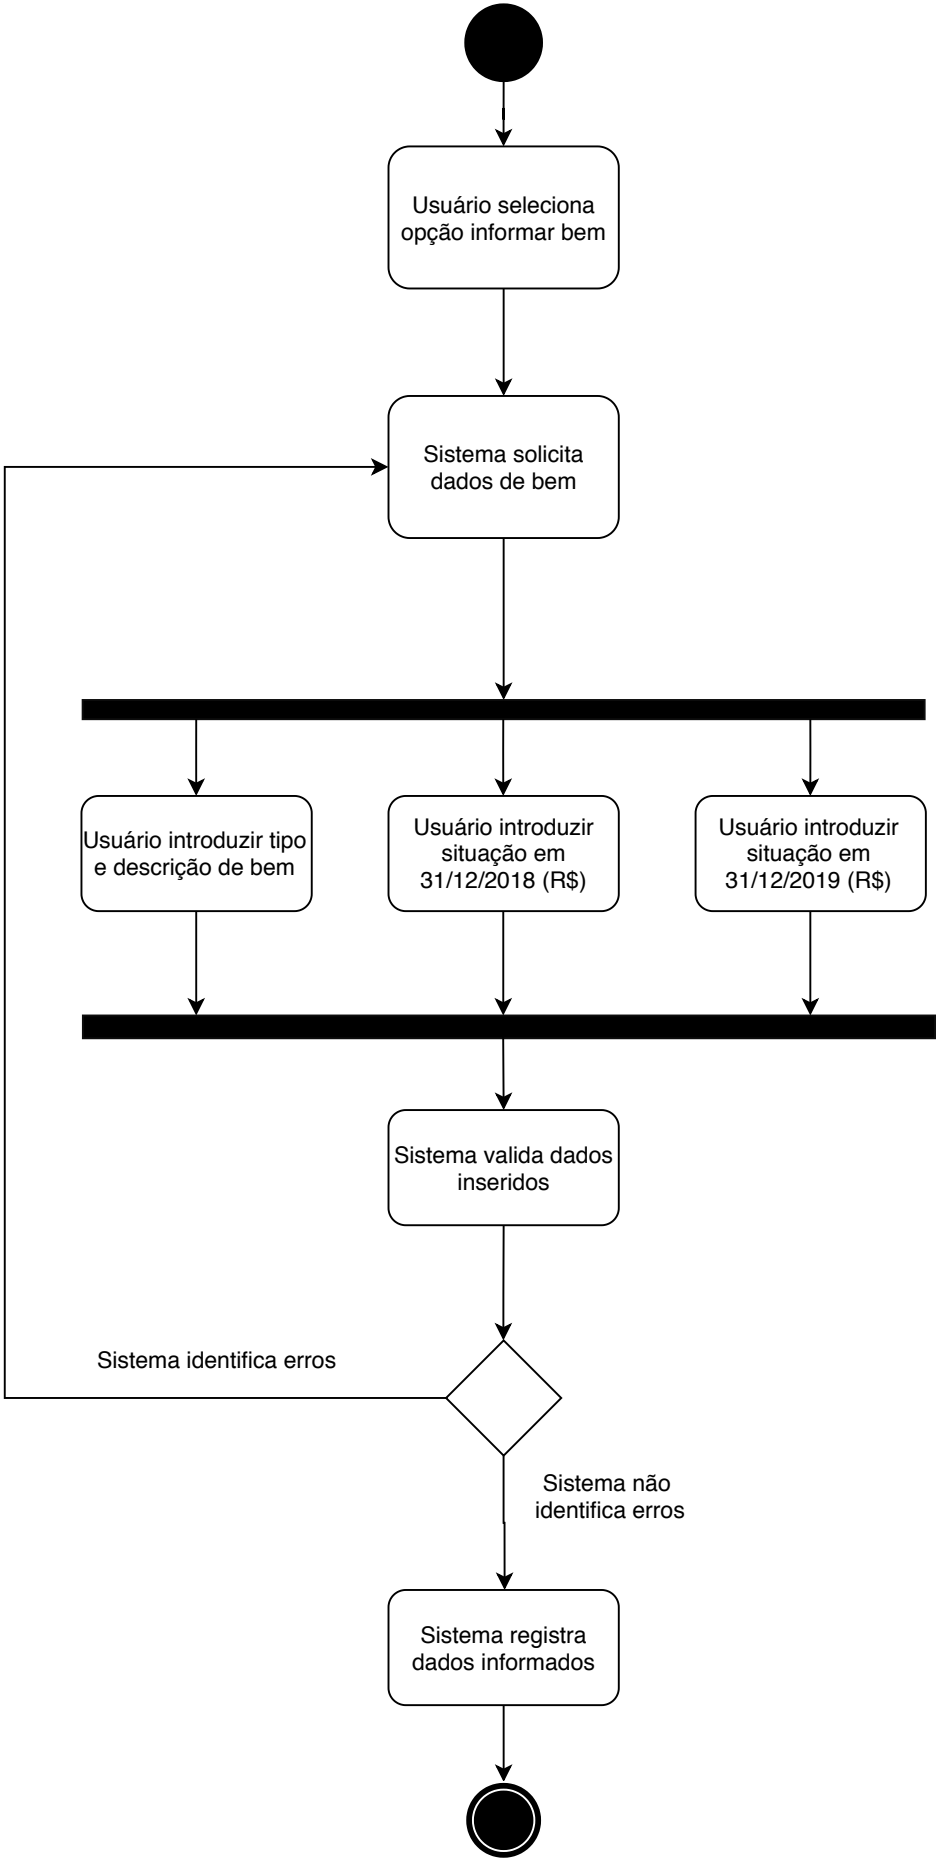 Usuário seleciona
opção informar bem
Sistema solicita
dados de bem
Usuário introduzir tipo
e descrição de bem
Usuário introduzir
situação em
31/12/2018 (R$)
Usuário introduzir
situação em
31/12/2019 (R$)
Sistema valida dados
inseridos
Sistema identifica erros
Sistema não
identifica erros
Sistema registra
dados informados